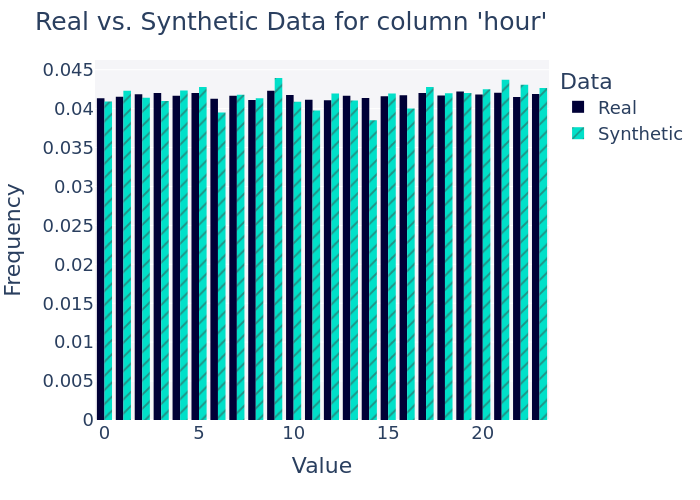 Real vs. Synthetic Data for column 'hour'
0.045
0.04
0.035
0.03
0.025
0.02
0.015
0.01
0.005
0
Frequency
0
5
10
15
20
Value
Data
Real
Synthetic